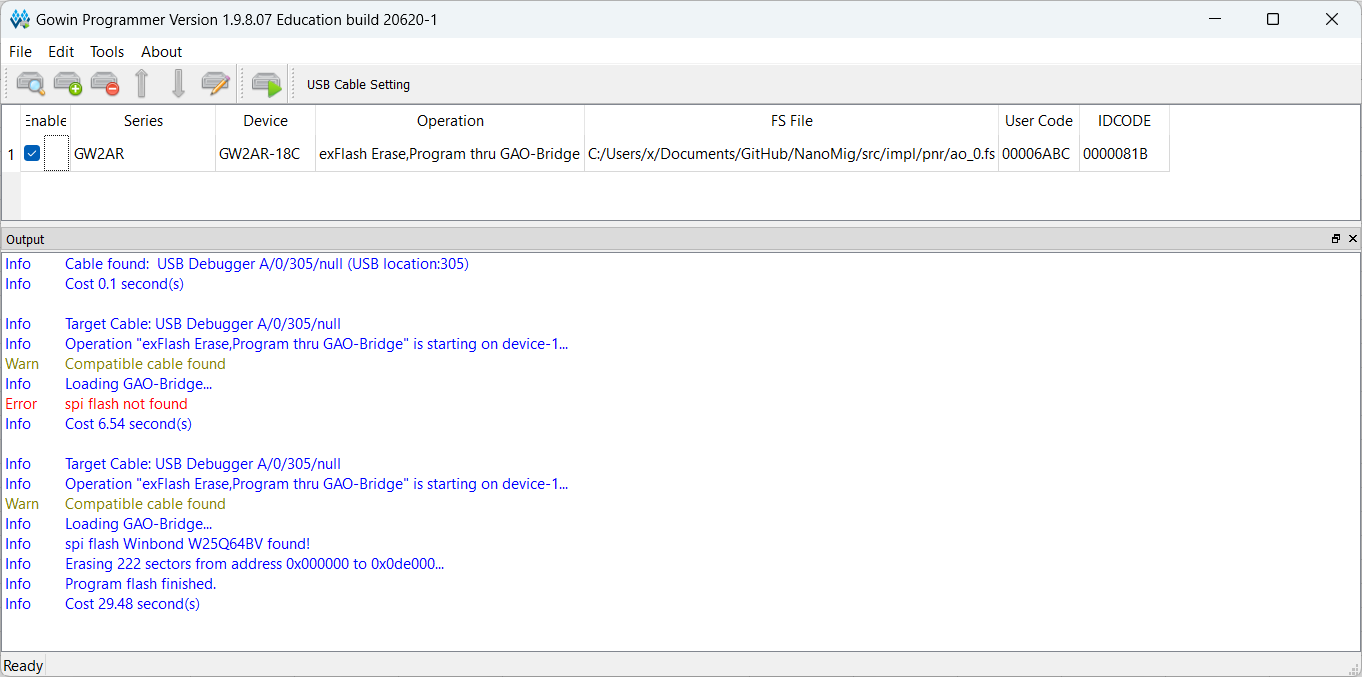 Gowin Programmer Version 1.9.8.07 Education build 20620-1
File Edit Tools About
USB Cable Setting
Enable Series Device Operation FS File User Code IDCODE
1 GW2AR GW2AR-18C exFlash Erase,Program thru GAO-Bridge C:/Users/x/Documents/GitHub/NanoMig/src/impl/pnr/ao_0.fs 00006ABC 0000081B
Output
Info Cable found: USB Debugger A/0/305/null (USB location:305)
Info Cost 0.1 second(s)
Info Target Cable: USB Debugger A/0/305/null
Info Operation "exFlash Erase,Program thru GAO-Bridge" is starting on device-1...
Warn Compatible cable found
Info Loading GAO-Bridge...
Error spi flash not found
Info Cost 6.54 second(s)
Info Target Cable: USB Debugger A/0/305/null
Info Operation "exFlash Erase,Program thru GAO-Bridge" is starting on device-1...
Warn Compatible cable found
Info Loading GAO-Bridge...
Info spi flash Winbond W25Q64BV found!
Info Erasing 222 sectors from address 0x000000 to 0x0de000...
Info Program flash finished.
Info Cost 29.48 second(s)
Ready